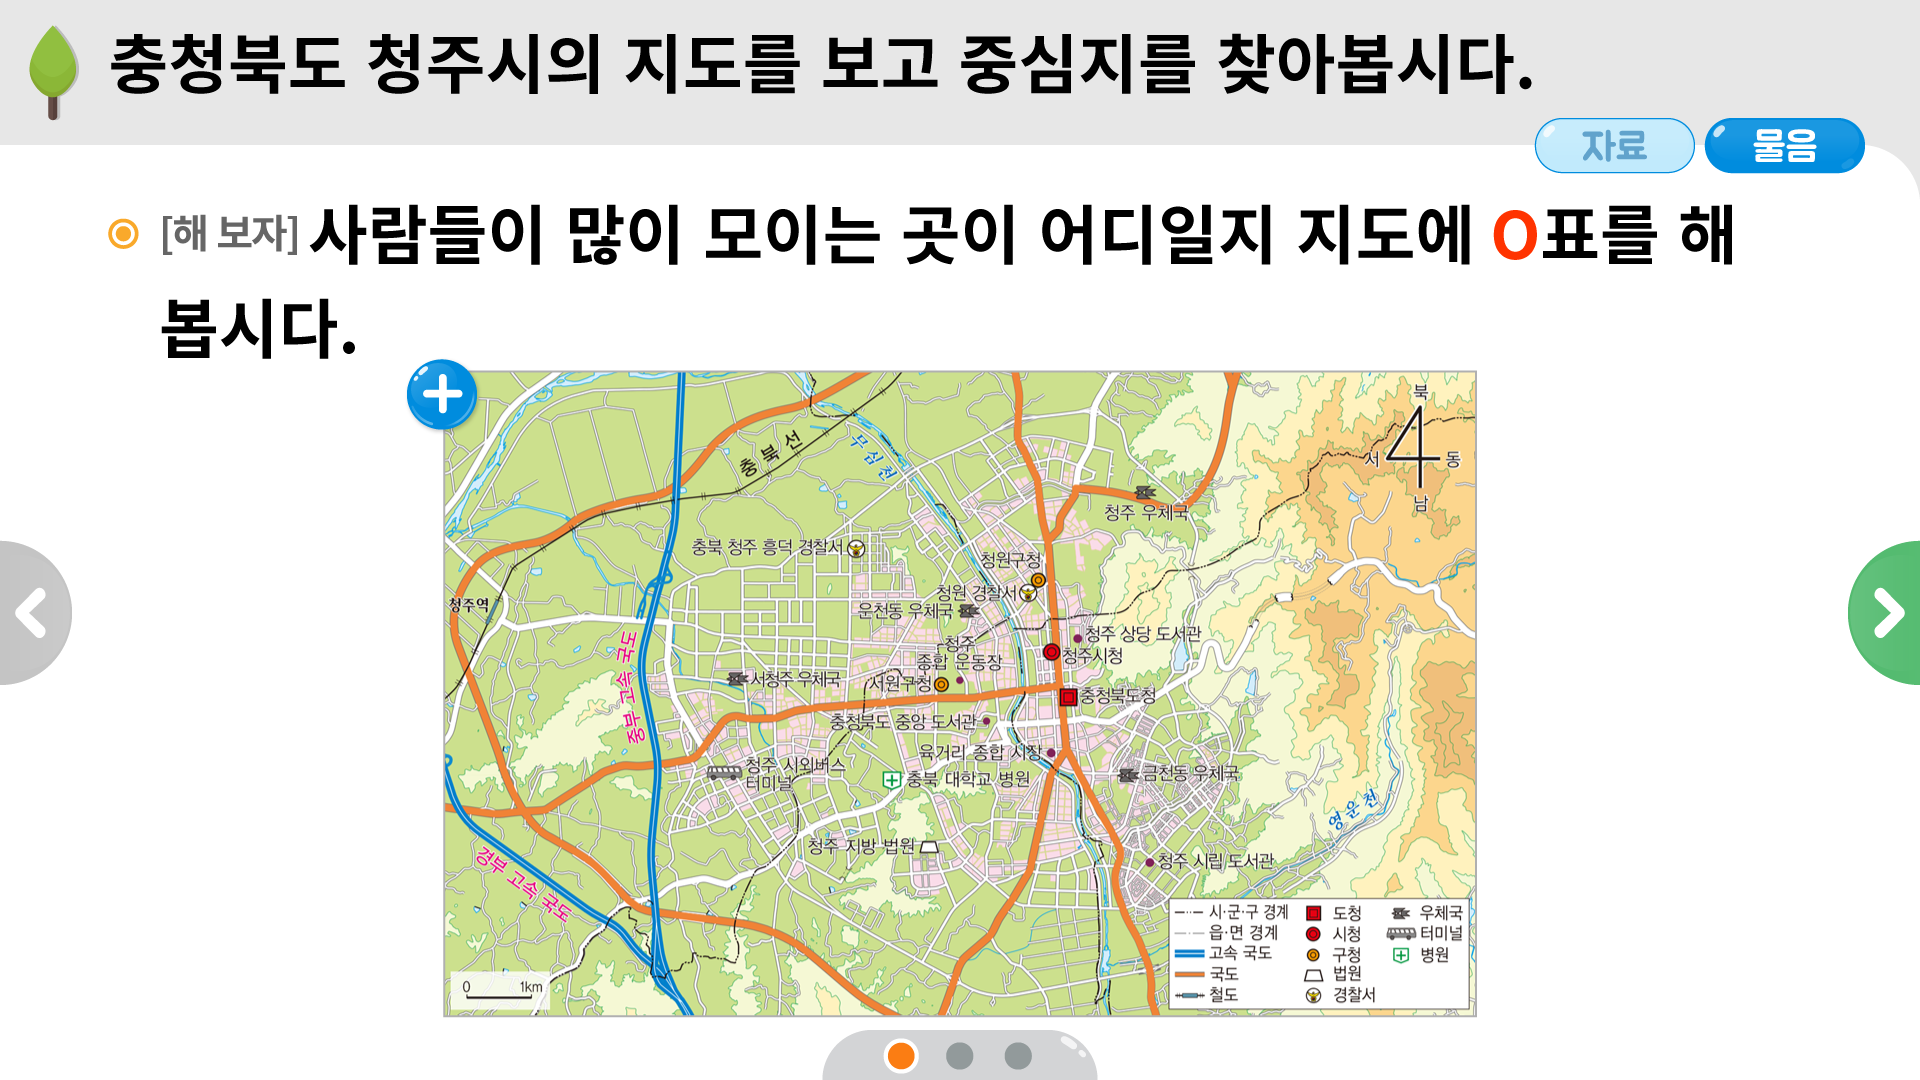 충청북도 청주시의 지도를 보고 중심지를 찾아봅시다.
자료
물음
[해 보자] 사람들이 많이 모이는 곳이 어디일지 지도에 O표를 해
봅시다.
북
서
동
남
충북선
무심천
청주 우체국
충북 청주 흥덕 경찰서
청원구청
청원 경찰서
운천동 우체국
청주역
청주 상당 도서관
청주
종합 운동장
청주시청
서청주 우체국
서원구청
충청북도청
중부 고속 국도
충청북도 중앙 도서관
육거리 종합 시장
청주 시외버스
터미널
충북 대학교 병원
금천동 우체국
영운천
청주 지방 법원
청주 시립 도서관
경부 고속 국도
0 1km
시·군·구 경계
읍·면 경계
고속 국도
국도
철도
도청
시청
구청
법원
경찰서
우체국
터미널
병원